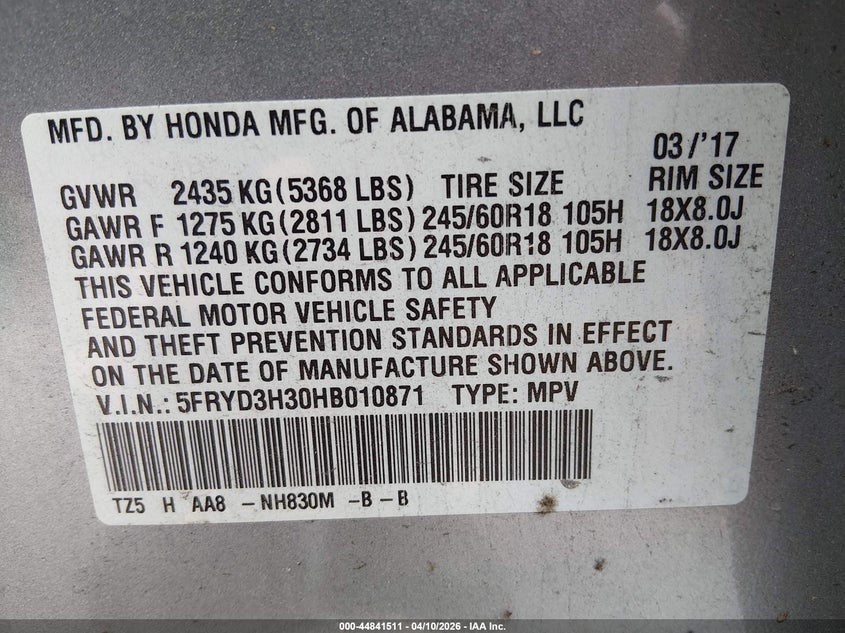 MFD. BY HONDA MFG. OF ALABAMA, LLC
03/'17
GVWR 2435 KG (5368 LBS) TIRE SIZE RIM SIZE
GAWR F 1275 KG (2811 LBS) 245/60R18 105H 18X8.0J
GAWR R 1240 KG (2734 LBS) 245/60R18 105H 18X8.0J
THIS VEHICLE CONFORMS TO ALL APPLICABLE
FEDERAL MOTOR VEHICLE SAFETY
AND THEFT PREVENTION STANDARDS IN EFFECT
ON THE DATE OF MANUFACTURE SHOWN ABOVE.
V.I.N.: 5FRYD3H30HB010871 TYPE: MPV
TZ5 H AA8 -NH830M -B-B
000-44841511 - 04/10/2026 - IAA Inc.